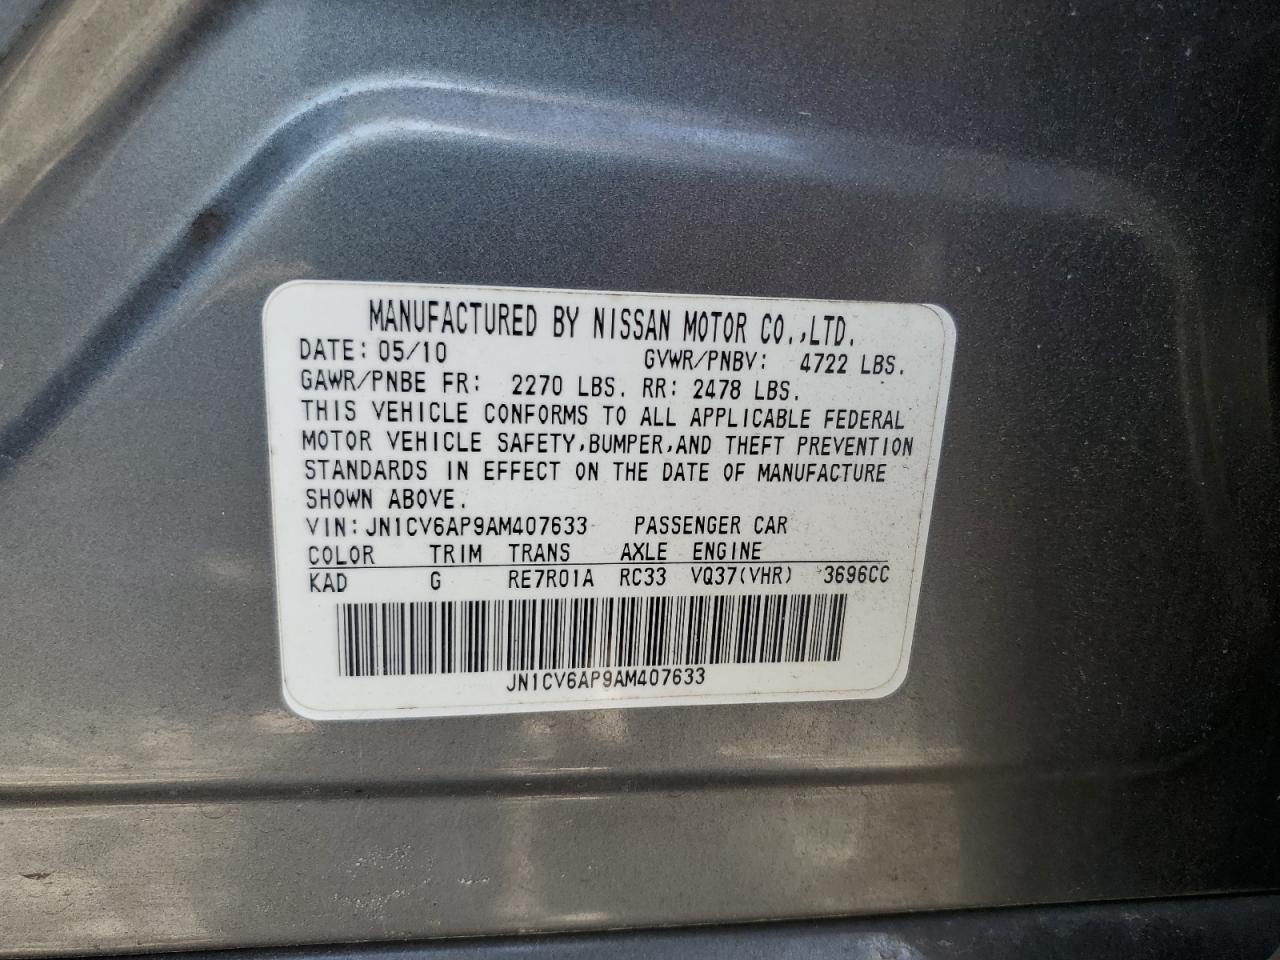 MANUFACTURED BY NISSAN MOTOR CO.,LTD.
DATE: 05/10 GVWR/PNBV: 4722 LBS.
GAWR/PNBE FR: 2270 LBS. RR: 2478 LBS.
THIS VEHICLE CONFORMS TO ALL APPLICABLE FEDERAL
MOTOR VEHICLE SAFETY,BUMPER,AND THEFT PREVENTION
STANDARDS IN EFFECT ON THE DATE OF MANUFACTURE
SHOWN ABOVE.
VIN:JN1CV6AP9AM407633 PASSENGER CAR
COLOR TRIM TRANS AXLE ENGINE
KAD G RE7R01A RC33 VQ37(VHR) 3696CC
JN1CV6AP9AM407633